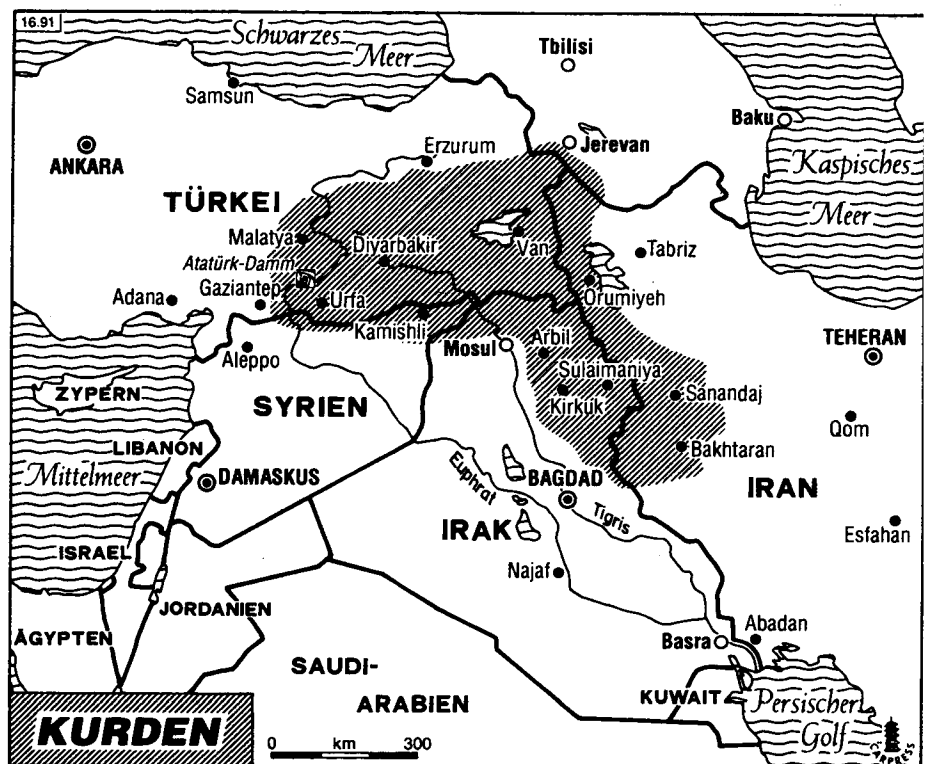 16.91
Schwarzes
Meer
Tbilisi
Samsun
Baku
ANKARA
Erzurum
Jerevan
Kaspisches
Meer
TÜRKEI
Malatya
Diyarbakir
Van
Tabriz
Atatürk-Damm
Gaziantep
Adana
Urfa
Orumiyeh
Kamishli
Aleppo
Mosul
Arbil
TEHERAN
ZYPERN
SYRIEN
Sulaimaniya
Kirkuk
Sanandaj
Qom
LIBANON
Bakhtaran
Mittelmeer
DAMASKUS
Euphrat
BAGDAD
IRAN
Tigris
IRAK
Esfahan
ISRAEL
Najaf
JORDANIEN
ÄGYPTEN
Abadan
Basra
SAUDI-
ARABIEN
KUWAIT
Persischer
Golf
KURDEN
0 km 300